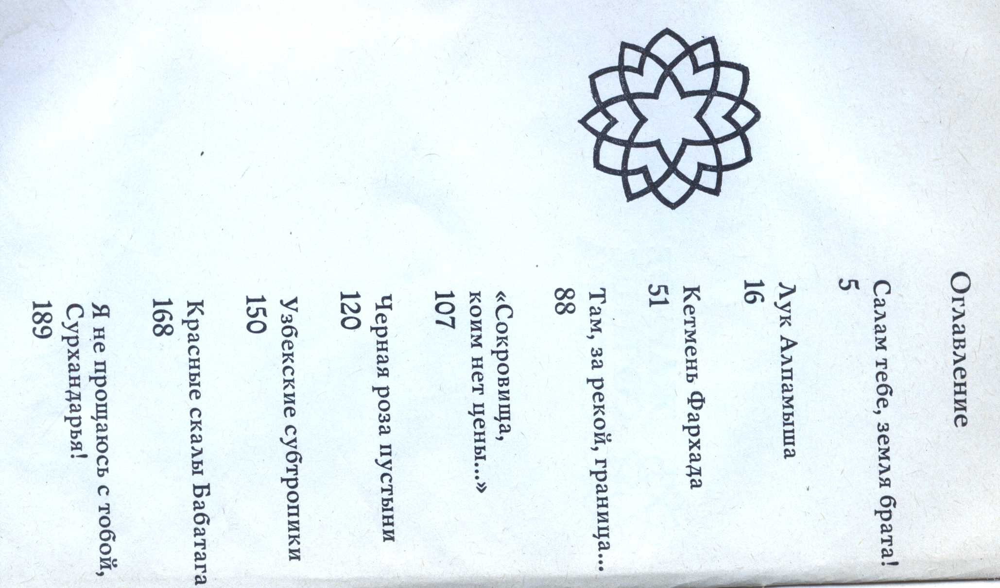 Оглавление
Салам тебе, земля брата!
5
Лук Алпамыша
16
Кетмень Фархада
51
Там, за рекой, граница...
88
«Сокровища,
коим нет цены...»
107
Черная роза пустыни
120
Узбекские субтропики
150
Красные скалы Бабатага
168
Я не прощаюсь с тобой,
Сурхандарья!
189